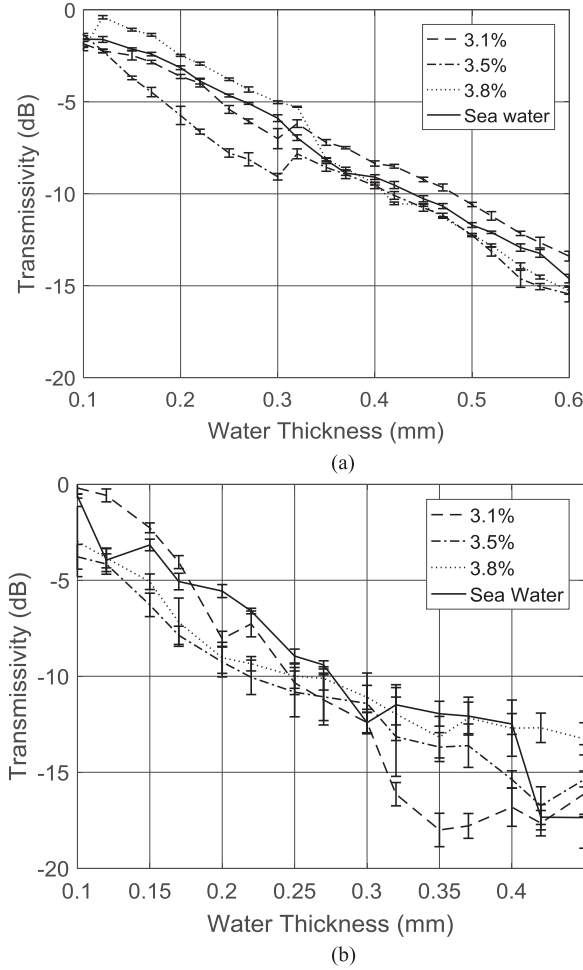 0
-5
-10
-15
-20
Transmissivity (dB)
3.1%
3.5%
3.8%
Sea water
0.1 0.2 0.3 0.4 0.5 0.6
Water Thickness (mm)
(a)
0
-5
-10
-15
-20
Transmissivity (dB)
3.1%
3.5%
3.8%
Sea Water
0.1 0.15 0.2 0.25 0.3 0.35 0.4
Water Thickness (mm)
(b)